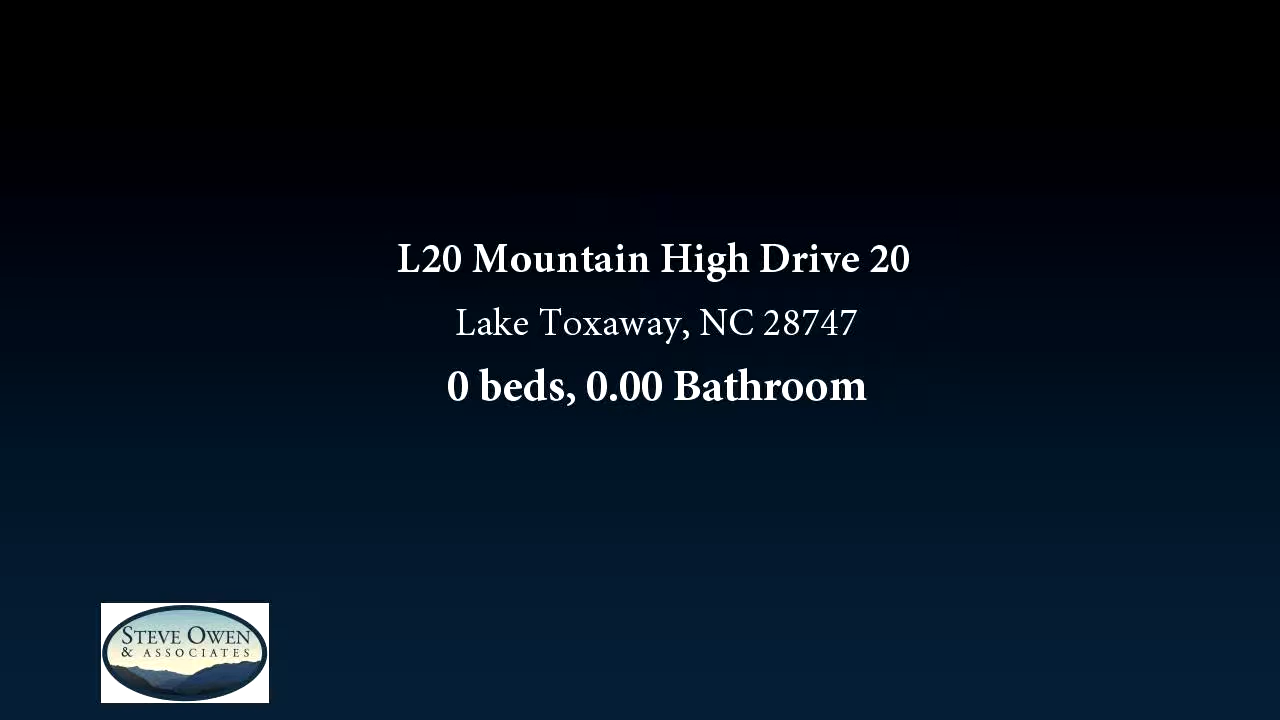 L20 Mountain High Drive 20
Lake Toxaway, NC 28747
0 beds, 0.00 Bathroom
STEVE OWEN
& ASSOCIATES